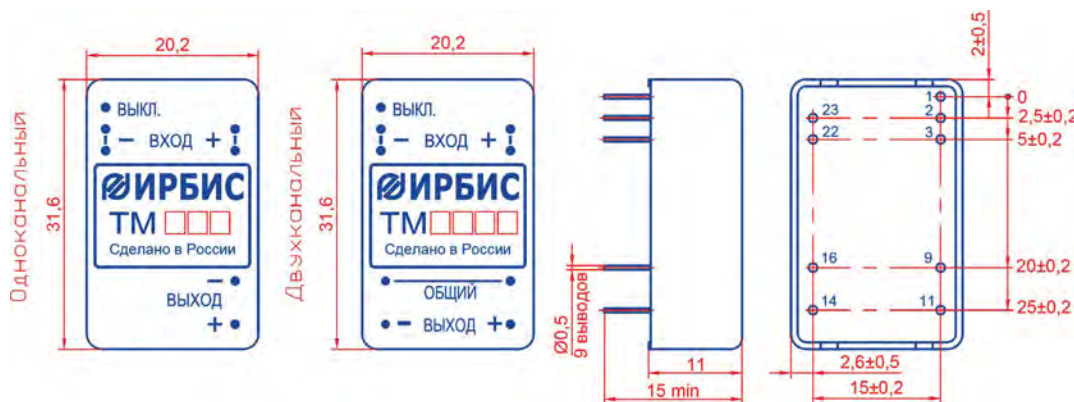 Одноканальный
20,2
31,6
ВЫКЛ.
− ВХОД +
ИРБИС
ТМ
Сделано в России
−
ВЫХОД
+
Двухканальный
20,2
31,6
ВЫКЛ.
− ВХОД +
ИРБИС
ТМ
Сделано в России
ОБЩИЙ
− ВЫХОД +
Ø0,5
9 выводов
11
15 min
2±0,5
1
0
23
2
2,5±0,2
22
3
5±0,2
16
9
20±0,2
14
11
25±0,2
2,6±0,5
15±0,2